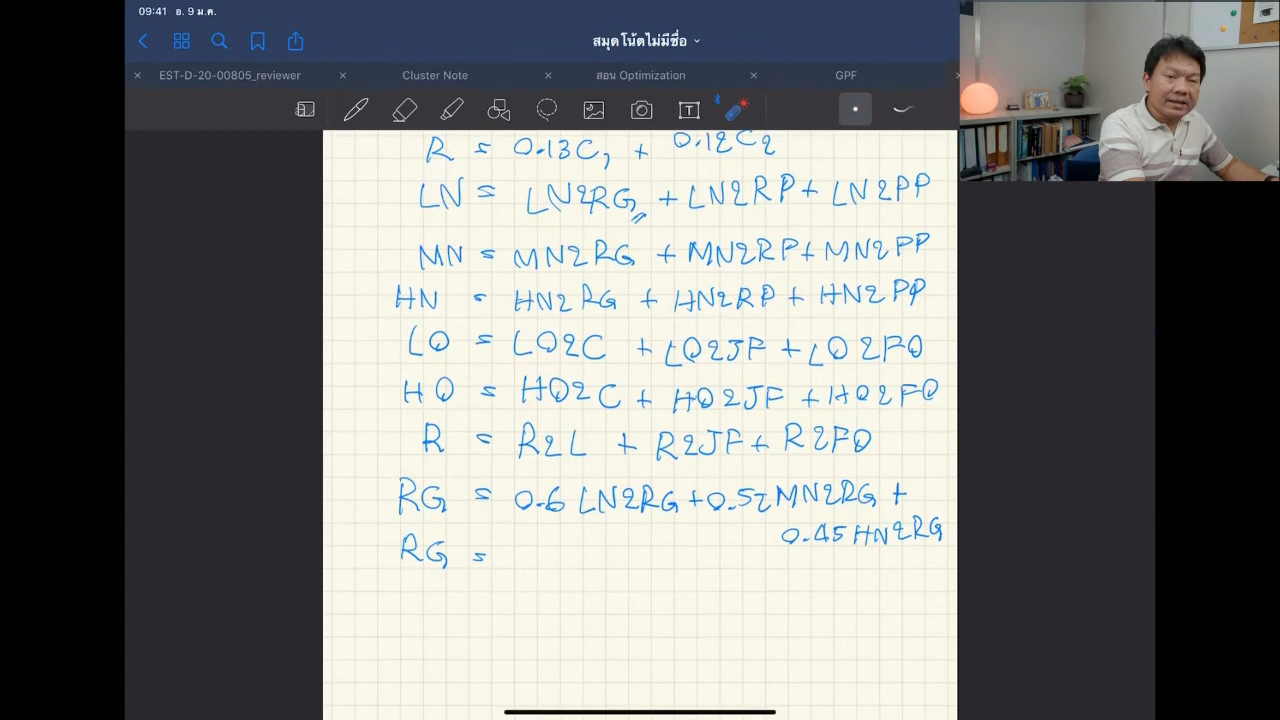 09:41 อ. 9 ม.ค.
สมุดโน้ตไม่มีชื่อ
EST-D-20-00805_reviewer
Cluster Note
สอน Optimization
GPF
R = 0.13C1 + 0.12C2
LN = LN2RG + LN2RP + LN2PP
MN = MN2RG + MN2RP + MN2PP
HN = HN2RG + HN2RP + HN2PP
LO = LO2C + LO2JF + LO2FO
HO = HO2C + HO2JF + HO2FO
R = R2L + R2JF + R2FO
RG = 0.6 LN2RG + 0.52 MN2RG +
0.45 HN2RG
RG =